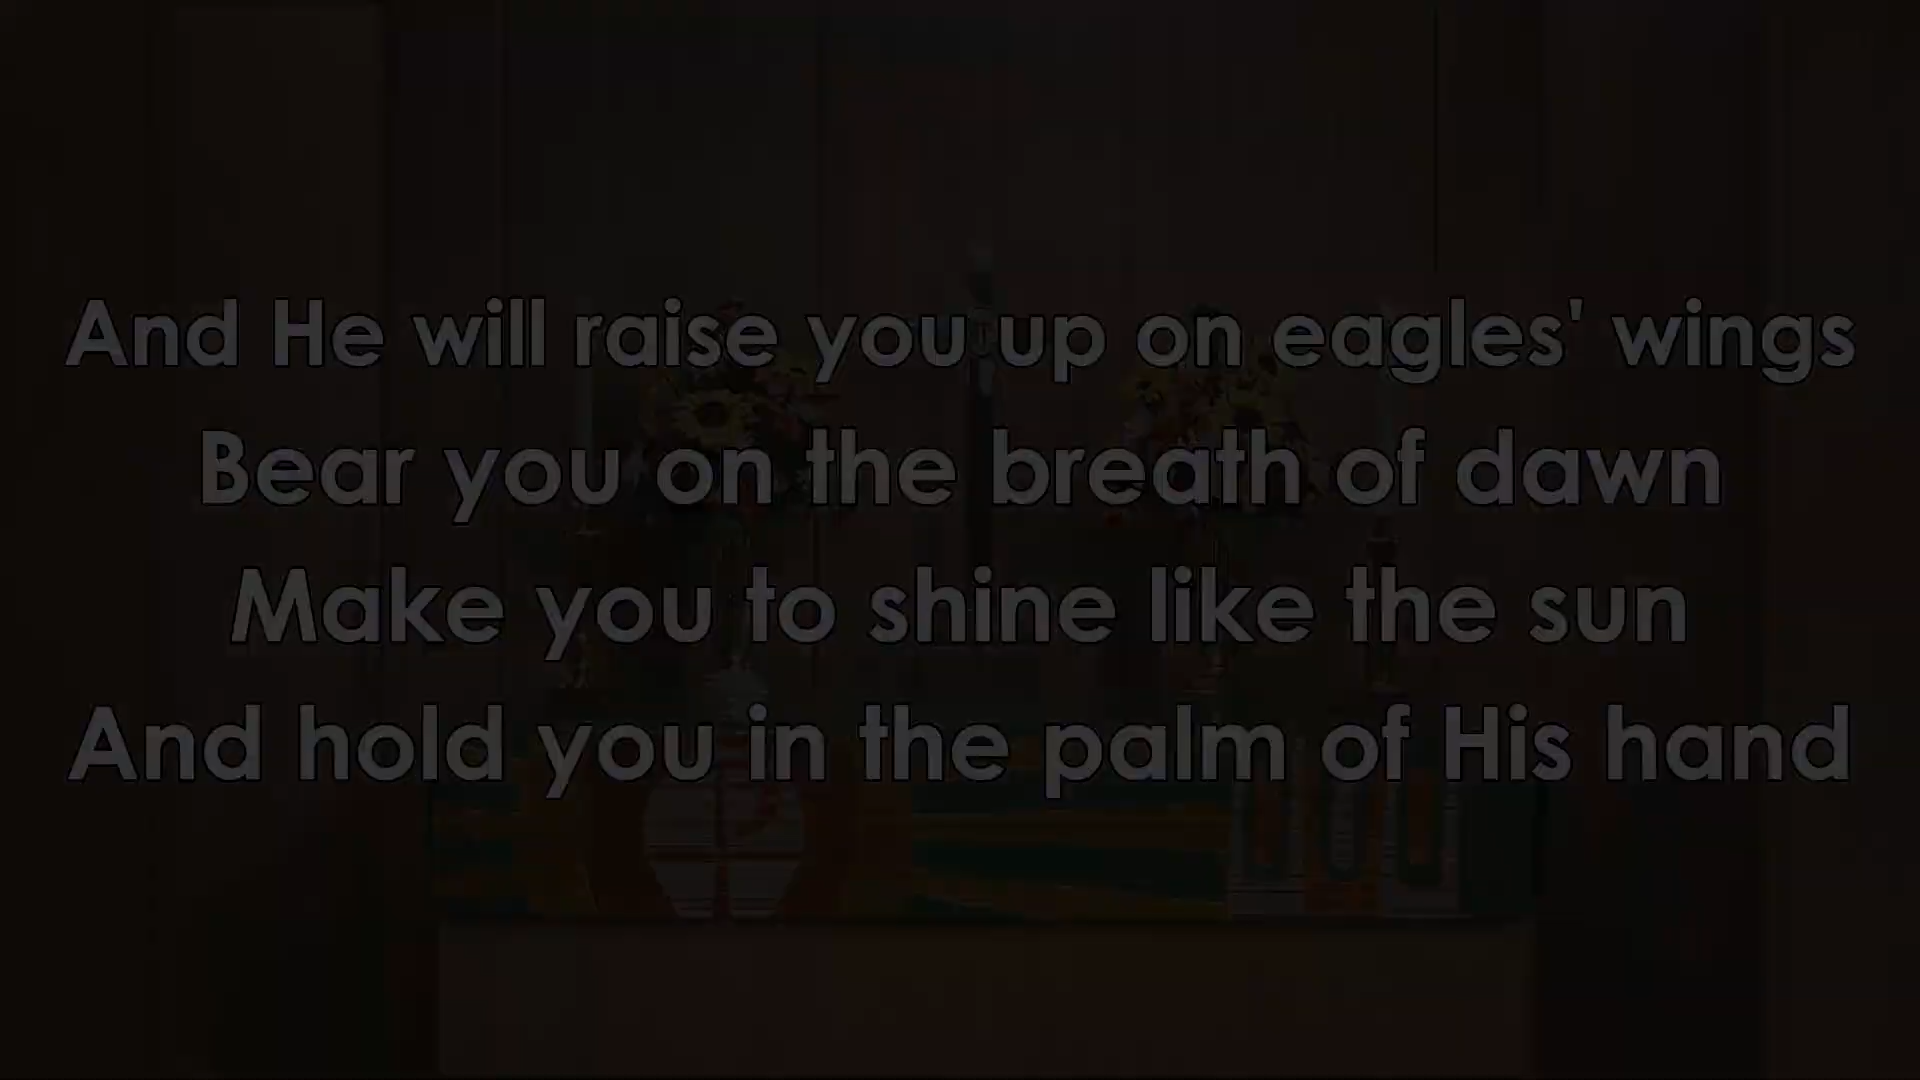 And He will raise you up on eagles' wings
Bear you on the breath of dawn
Make you to shine like the sun
And hold you in the palm of His hand